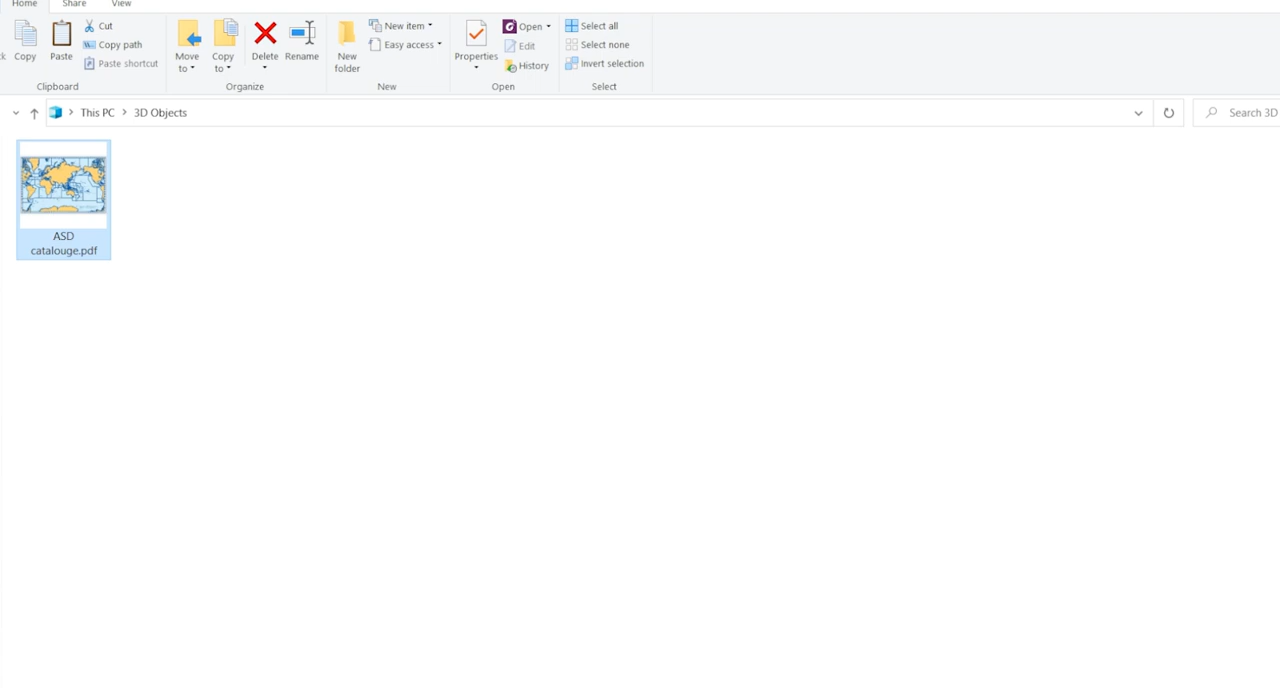 Home Share View
Cut
Copy path
Paste shortcut
Copy Paste
Clipboard
Move to
Copy to
Delete
Rename
Organize
New folder
New item
Easy access
New
Properties
Open
Edit
History
Open
Select all
Select none
Invert selection
Select
This PC
3D Objects
Search 3D
ASD
catalouge.pdf